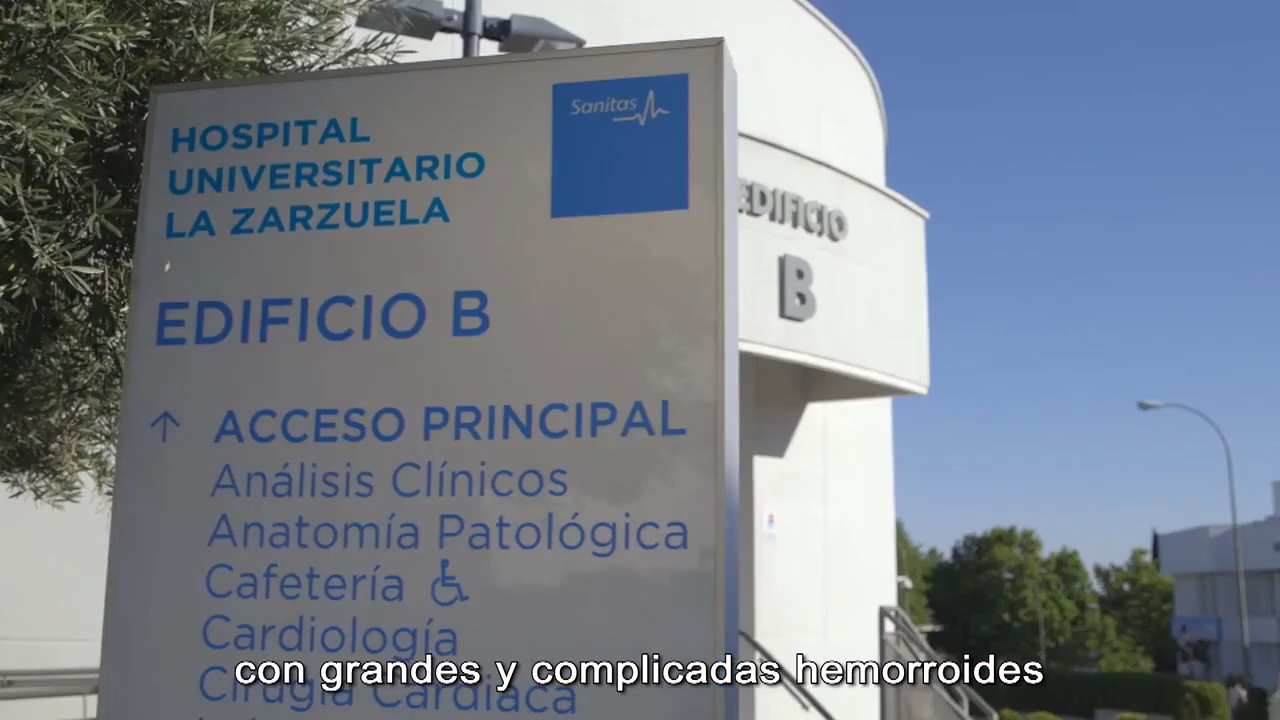 HOSPITAL
UNIVERSITARIO
LA ZARZUELA
Sanitas
EDIFICIO B
ACCESO PRINCIPAL
Análisis Clínicos
Anatomía Patológica
Cafetería
Cardiología
Cirugía Cardiaca
EDIFICIO
B
con grandes y complicadas hemorroides